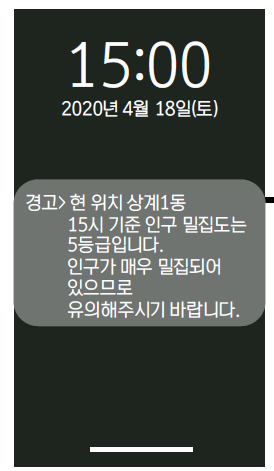 15:00
2020년 4월 18일(토)
경고> 현 위치 상계1동
15시 기준 인구 밀집도는
5등급입니다.
인구가 매우 밀집되어
있으므로
유의해주시기 바랍니다.